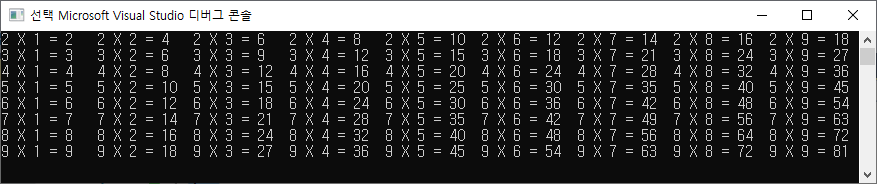 선택 Microsoft Visual Studio 디버그 콘솔
2 X 1 = 2 2 X 2 = 4 2 X 3 = 6 2 X 4 = 8 2 X 5 = 10 2 X 6 = 12 2 X 7 = 14 2 X 8 = 16 2 X 9 = 18
3 X 1 = 3 3 X 2 = 6 3 X 3 = 9 3 X 4 = 12 3 X 5 = 15 3 X 6 = 18 3 X 7 = 21 3 X 8 = 24 3 X 9 = 27
4 X 1 = 4 4 X 2 = 8 4 X 3 = 12 4 X 4 = 16 4 X 5 = 20 4 X 6 = 24 4 X 7 = 28 4 X 8 = 32 4 X 9 = 36
5 X 1 = 5 5 X 2 = 10 5 X 3 = 15 5 X 4 = 20 5 X 5 = 25 5 X 6 = 30 5 X 7 = 35 5 X 8 = 40 5 X 9 = 45
6 X 1 = 6 6 X 2 = 12 6 X 3 = 18 6 X 4 = 24 6 X 5 = 30 6 X 6 = 36 6 X 7 = 42 6 X 8 = 48 6 X 9 = 54
7 X 1 = 7 7 X 2 = 14 7 X 3 = 21 7 X 4 = 28 7 X 5 = 35 7 X 6 = 42 7 X 7 = 49 7 X 8 = 56 7 X 9 = 63
8 X 1 = 8 8 X 2 = 16 8 X 3 = 24 8 X 4 = 32 8 X 5 = 40 8 X 6 = 48 8 X 7 = 56 8 X 8 = 64 8 X 9 = 72
9 X 1 = 9 9 X 2 = 18 9 X 3 = 27 9 X 4 = 36 9 X 5 = 45 9 X 6 = 54 9 X 7 = 63 9 X 8 = 72 9 X 9 = 81